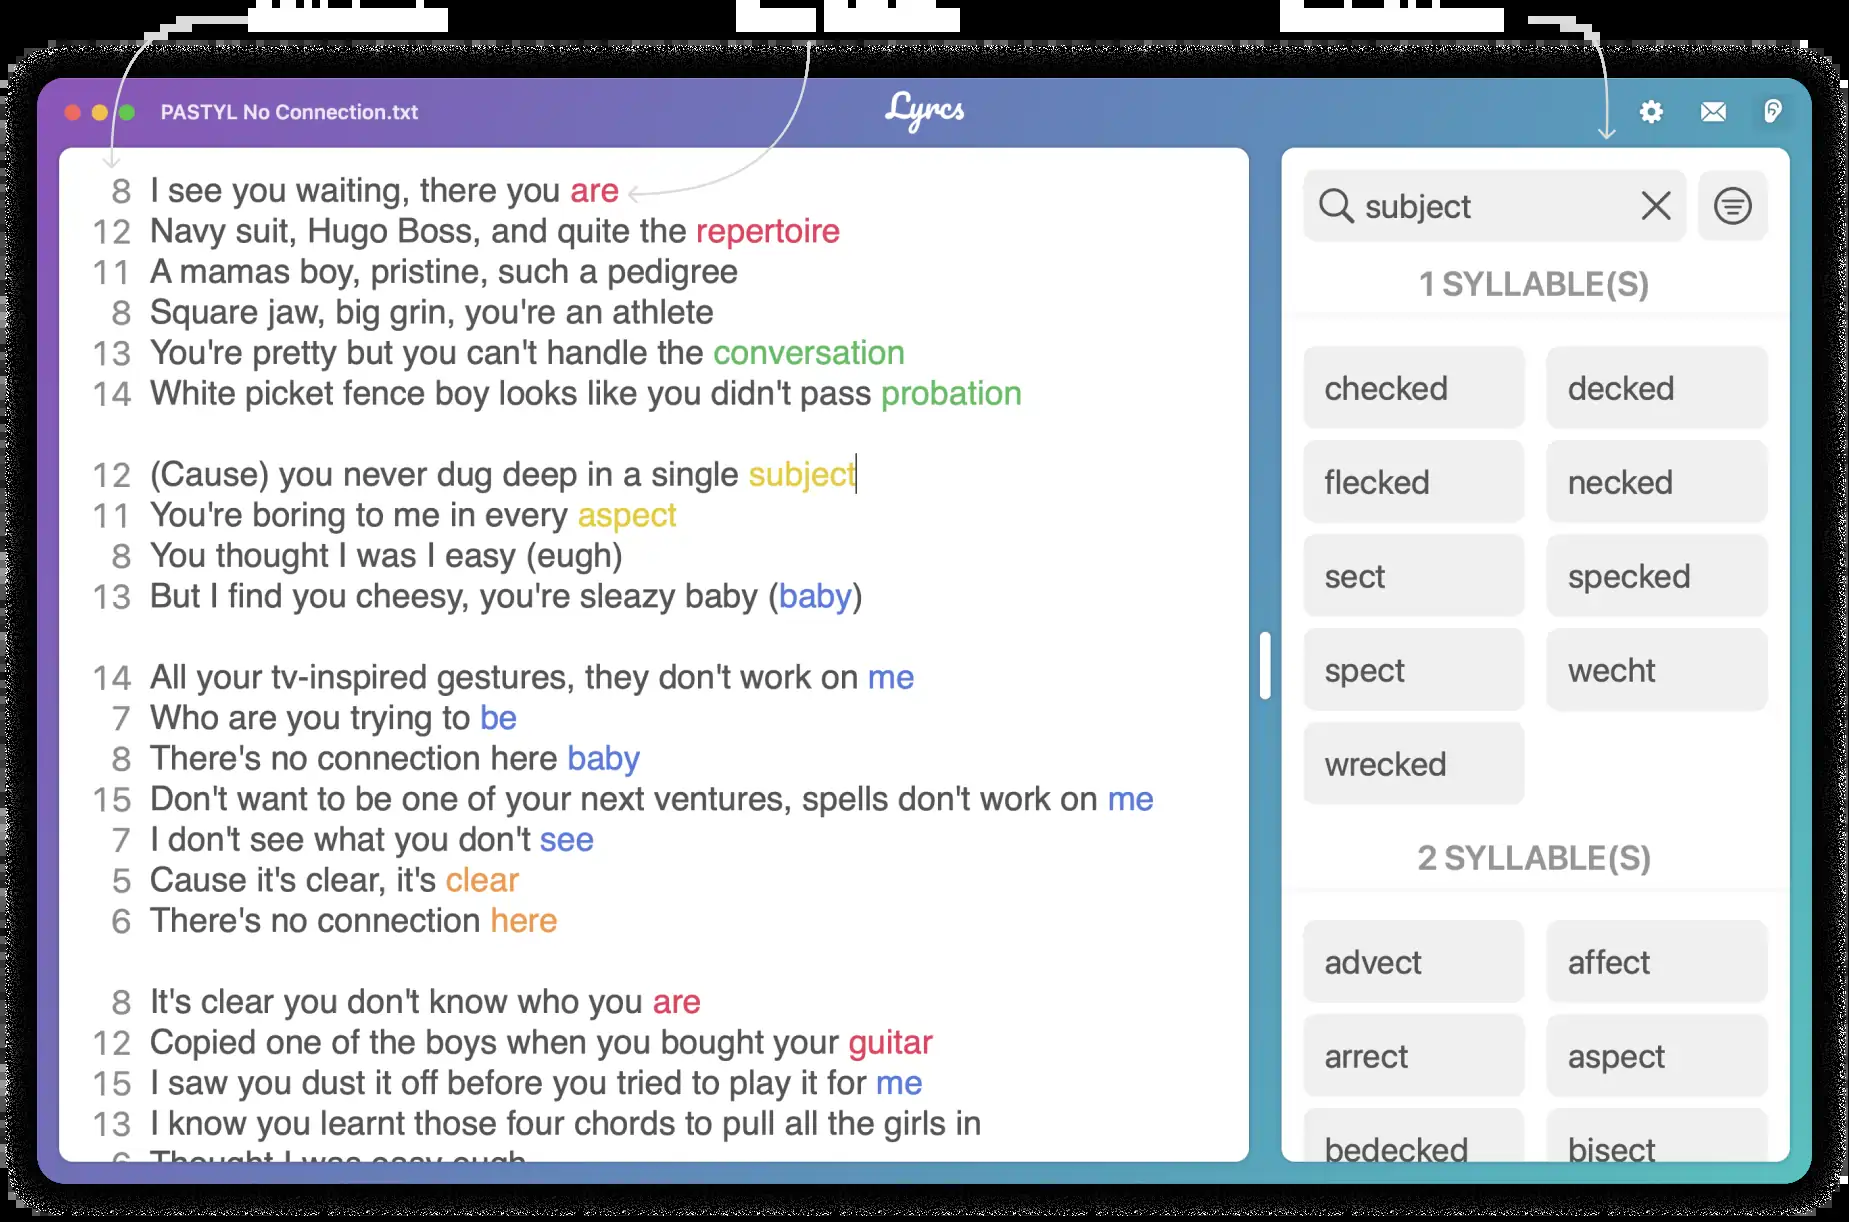 PASTYL No Connection.txt
Lyrcs
8 I see you waiting, there you are
12 Navy suit, Hugo Boss, and quite the repertoire
11 A mamas boy, pristine, such a pedigree
8 Square jaw, big grin, you're an athlete
13 You're pretty but you can't handle the conversation
14 White picket fence boy looks like you didn't pass probation
12 (Cause) you never dug deep in a single subject
11 You're boring to me in every aspect
8 You thought I was I easy (eugh)
13 But I find you cheesy, you're sleazy baby (baby)
14 All your tv-inspired gestures, they don't work on me
7 Who are you trying to be
8 There's no connection here baby
15 Don't want to be one of your next ventures, spells don't work on me
7 I don't see what you don't see
5 Cause it's clear, it's clear
6 There's no connection here
8 It's clear you don't know who you are
12 Copied one of the boys when you bought your guitar
15 I saw you dust it off before you tried to play it for me
13 I know you learnt those four chords to pull all the girls in
6 Thought I was easy eugh
subject
1 SYLLABLE(S)
checked decked
flecked necked
sect specked
spect wecht
wrecked
2 SYLLABLE(S)
advect affect
arrect aspect
bedecked bisect